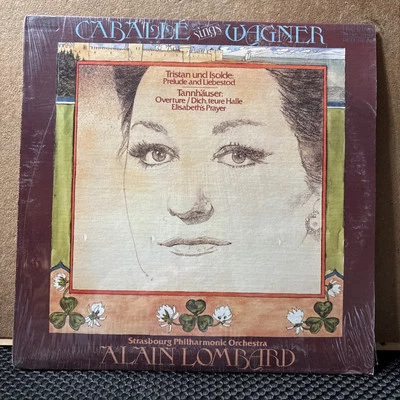 CABALLÉ sings WAGNER
Tristan und Isolde:
Prelude and Liebestod
Tannhäuser:
Overture / Dich, teure Halle
Elisabeth's Prayer
Strasbourg Philharmonic Orchestra
ALAIN LOMBARD